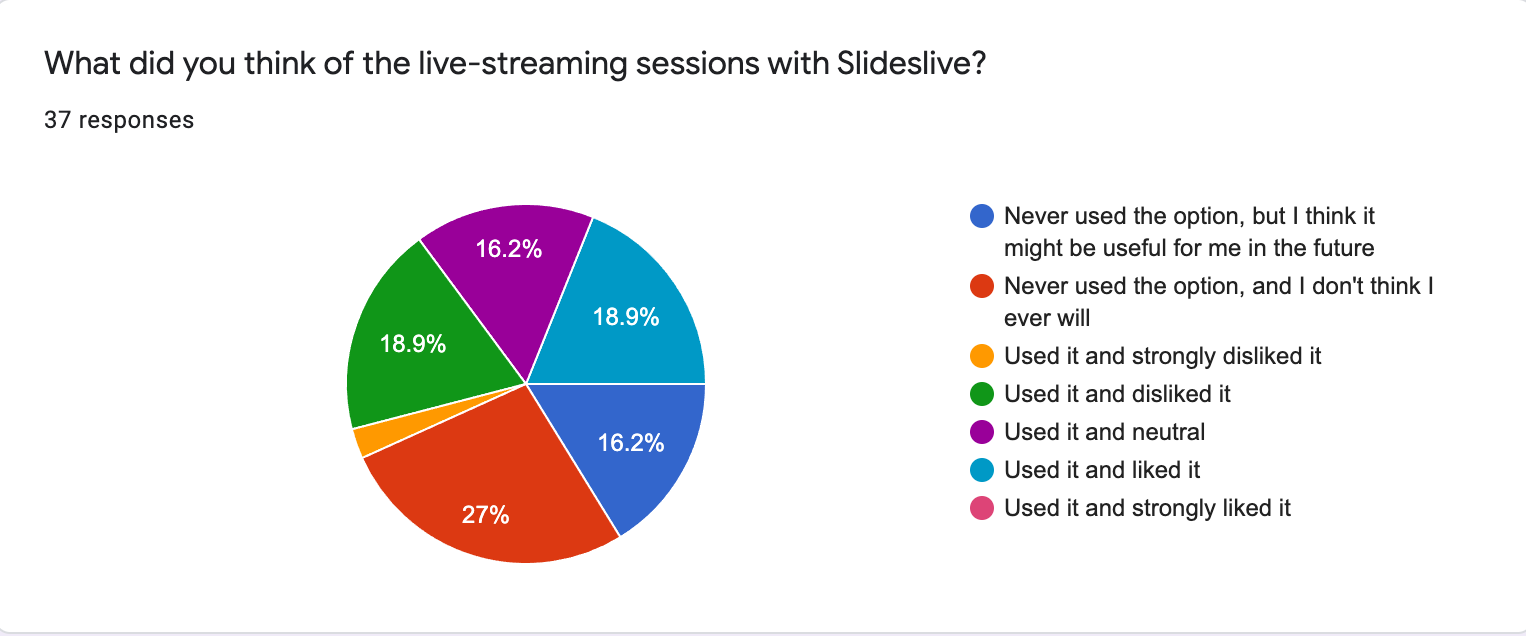 What did you think of the live-streaming sessions with Slideslive?
37 responses
16.2%
18.9%
18.9%
16.2%
27%
Never used the option, but I think it
might be useful for me in the future
Never used the option, and I don't think I
ever will
Used it and strongly disliked it
Used it and disliked it
Used it and neutral
Used it and liked it
Used it and strongly liked it